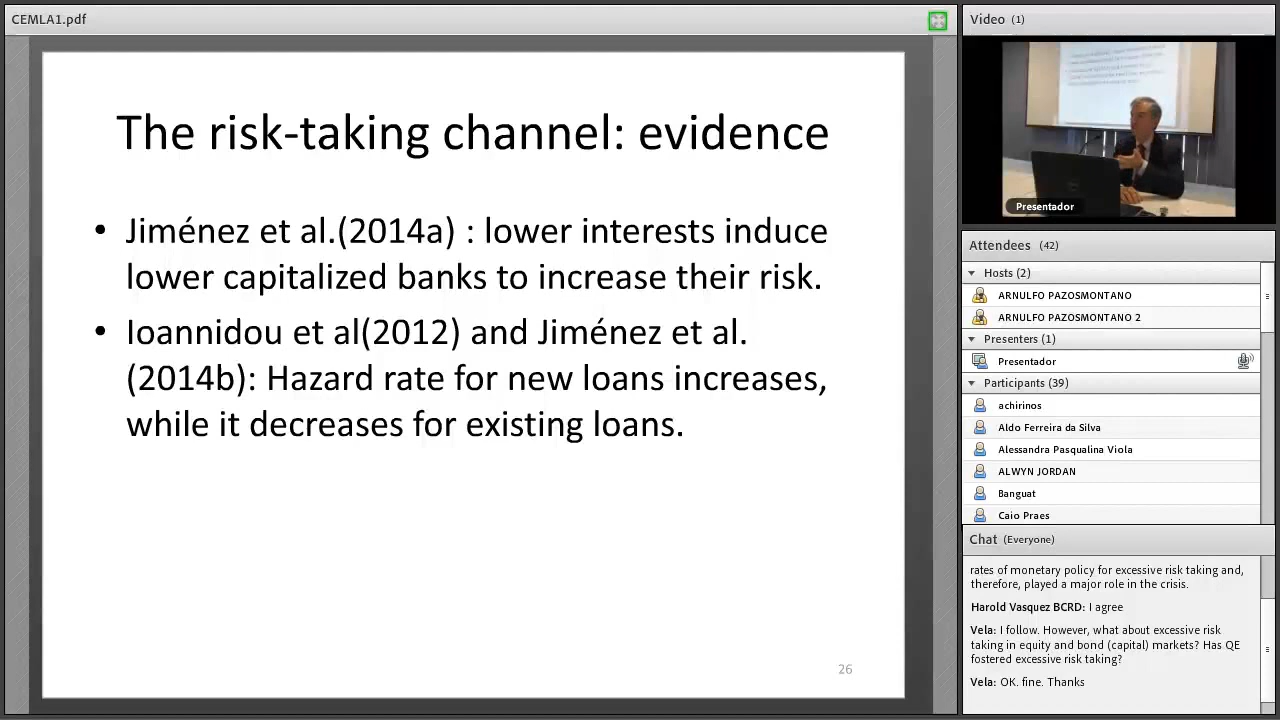 CEMLA1.pdf
The risk-taking channel: evidence
• Jiménez et al.(2014a) : lower interests induce
lower capitalized banks to increase their risk.
• Ioannidou et al(2012) and Jiménez et al.
(2014b): Hazard rate for new loans increases,
while it decreases for existing loans.
26
Video (1)
Presentador
Attendees (42)
Hosts (2)
ARNULFO PAZOSMONTANO
ARNULFO PAZOSMONTANO 2
Presenters (1)
Presentador
Participants (39)
achirinos
Aldo Ferreira da Silva
Alessandra Pasqualina Viola
ALWYN JORDAN
Banguat
Caio Praes
Chat (Everyone)
rates of monetary policy for excessive risk taking and,
therefore, played a major role in the crisis.
Harold Vasquez BCRD: I agree
Vela: I follow. However, what about excessive risk
taking in equity and bond (capital) markets? Has QE
fostered excessive risk taking?
Vela: OK. fine. Thanks